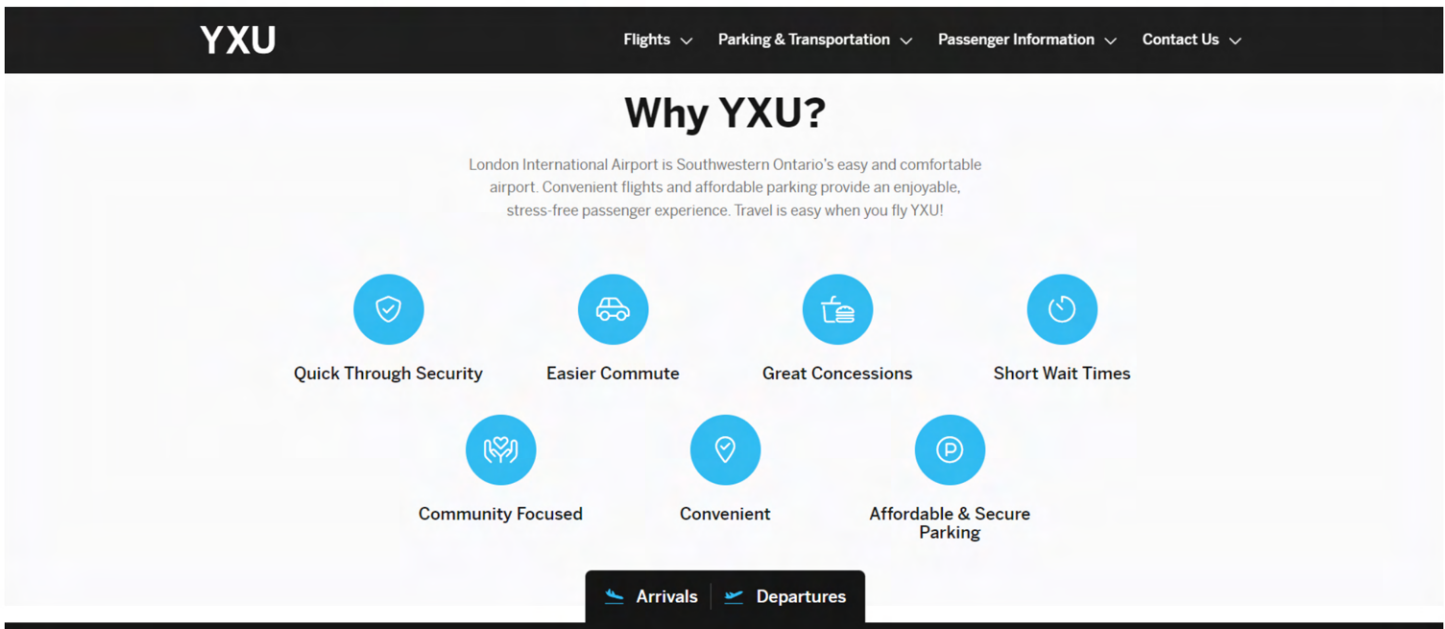 YXU
Flights
Parking & Transportation
Passenger Information
Contact Us
Why YXU?
London International Airport is Southwestern Ontario's easy and comfortable
airport. Convenient flights and affordable parking provide an enjoyable,
stress-free passenger experience. Travel is easy when you fly YXU!
Quick Through Security
Easier Commute
Great Concessions
Short Wait Times
Community Focused
Convenient
P
Affordable & Secure
Parking
Arrivals
Departures